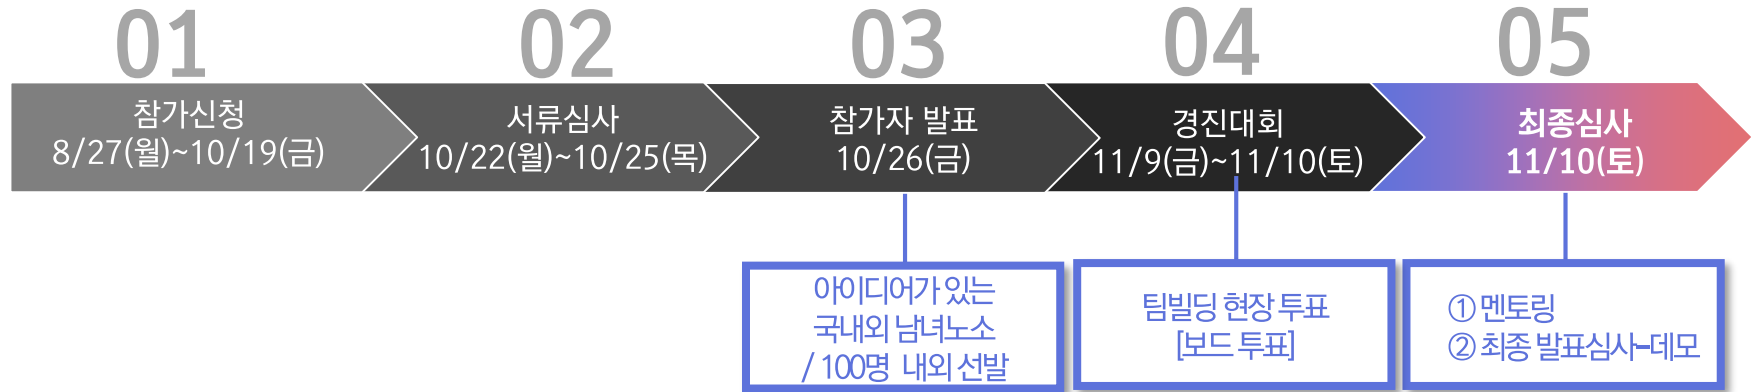 01
참가신청
8/27(월)~10/19(금)
02
서류심사
10/22(월)~10/25(목)
03
참가자 발표
10/26(금)
04
경진대회
11/9(금)~11/10(토)
05
최종심사
11/10(토)
아이디어가 있는
국내외 남녀노소
/ 100명 내외 선발
팀빌딩 현장 투표
[보드 투표]
① 멘토링
② 최종 발표심사-데모